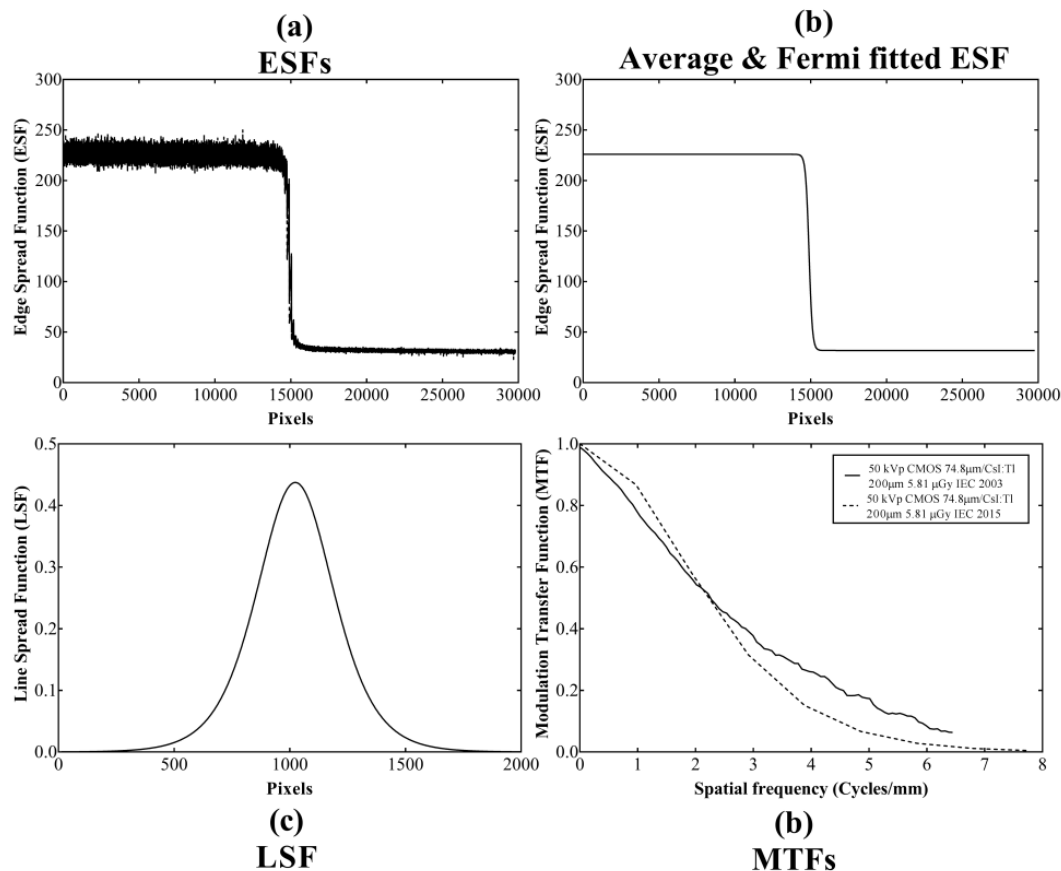 (a)
ESFs
300
250
200
150
100
50
0
Edge Spread Function (ESF)
0 5000 10000 15000 20000 25000 30000
Pixels
(b)
Average & Fermi fitted ESF
300
250
200
150
100
50
0
Edge Spread Function (ESF)
0 5000 10000 15000 20000 25000 30000
Pixels
0.5
0.4
0.3
0.2
0.1
0.0
Line Spread Function (LSF)
0 500 1000 1500 2000
Pixels
(c)
LSF
1.0
0.8
0.6
0.4
0.2
0.0
Modulation Transfer Function (MTF)
50 kVp CMOS 74.8μm/CsI:Tl
200μm 5.81 μGy IEC 2003
50 kVp CMOS 74.8μm/CsI:Tl
200μm 5.81 μGy IEC 2015
0 1 2 3 4 5 6 7 8
Spatial frequency (Cycles/mm)
(b)
MTFs